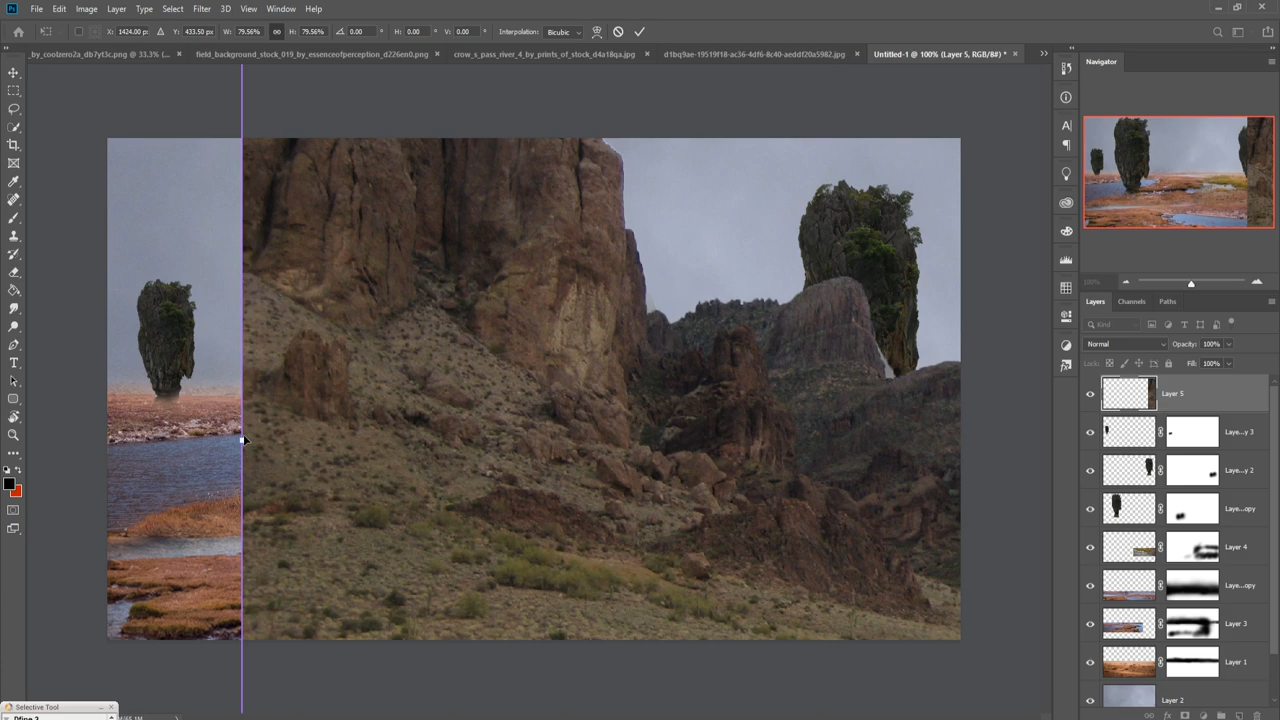 Ps File Edit Image Layer Type Select Filter 3D View Window Help
X: 1424.00 px Y: 433.50 px W: 79.56% H: 79.56% 0.00 H: 0.00 V: 0.00 Interpolation: Bicubic
_by_coolzero2a_db7yt3c.png @ 33.3% (... × field_background_stock_019_by_essenceofperception_d226en0.png × crow_s_pass_river_4_by_prints_of_stock_d4a18qa.jpg × d1bq9ae-19519f18-ac36-4df6-8c40-aeddf20a5982.jpg × Untitled-1 @ 100% (Layer 5, RGB/8#) * ×
Navigator
100%
Layers Channels Paths
Kind
Normal Opacity: 100%
Lock: Fill: 100%
Layer 5
Laye...y 3
Laye...y 2
Laye...opy
Layer 4
Laye...opy
Layer 3
Layer 1
Layer 2
Selective Tool
Dfine 2